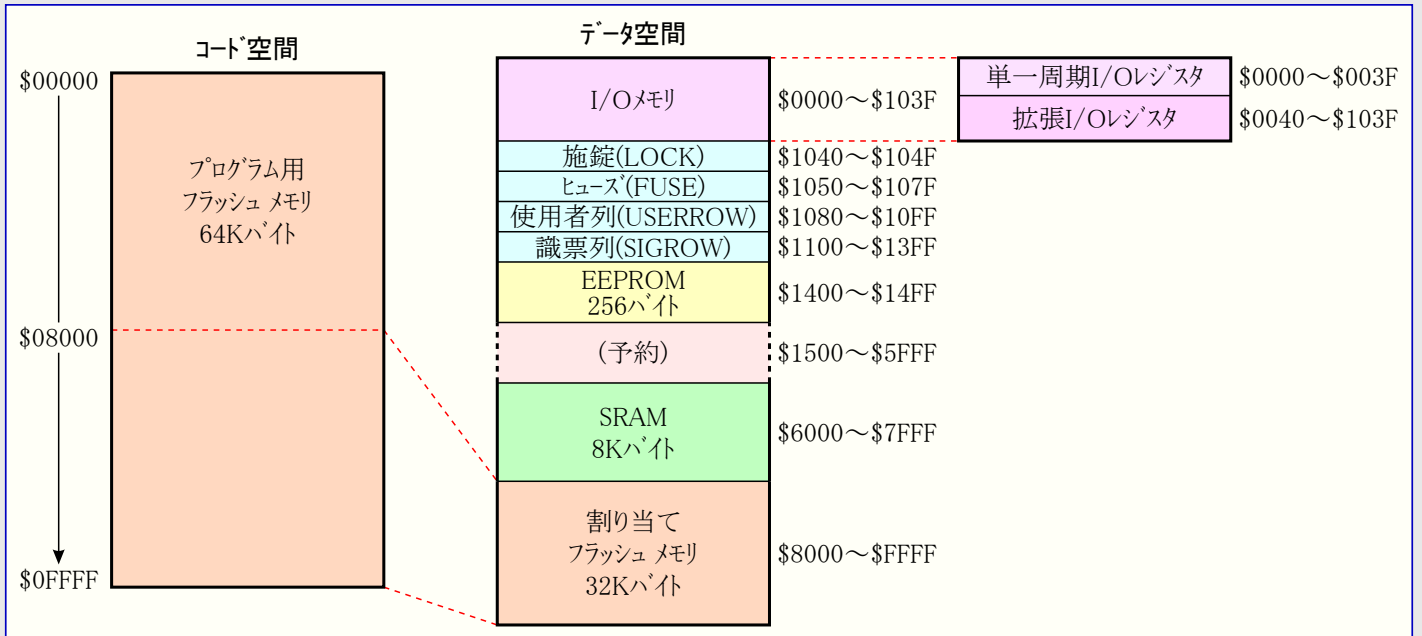 コード空間
$00000
プログラム用
フラッシュ メモリ
64Kバイト
$08000
$0FFFF
データ空間
I/Oメモリ
$0000～$103F
施錠(LOCK)
$1040～$104F
ヒューズ(FUSE)
$1050～$107F
使用者列(USERROW)
$1080～$10FF
識票列(SIGROW)
$1100～$13FF
EEPROM
256バイト
$1400～$14FF
(予約)
$1500～$5FFF
SRAM
8Kバイト
$6000～$7FFF
割り当て
フラッシュ メモリ
32Kバイト
$8000～$FFFF
単一周期I/Oレジスタ
$0000～$003F
拡張I/Oレジスタ
$0040～$103F